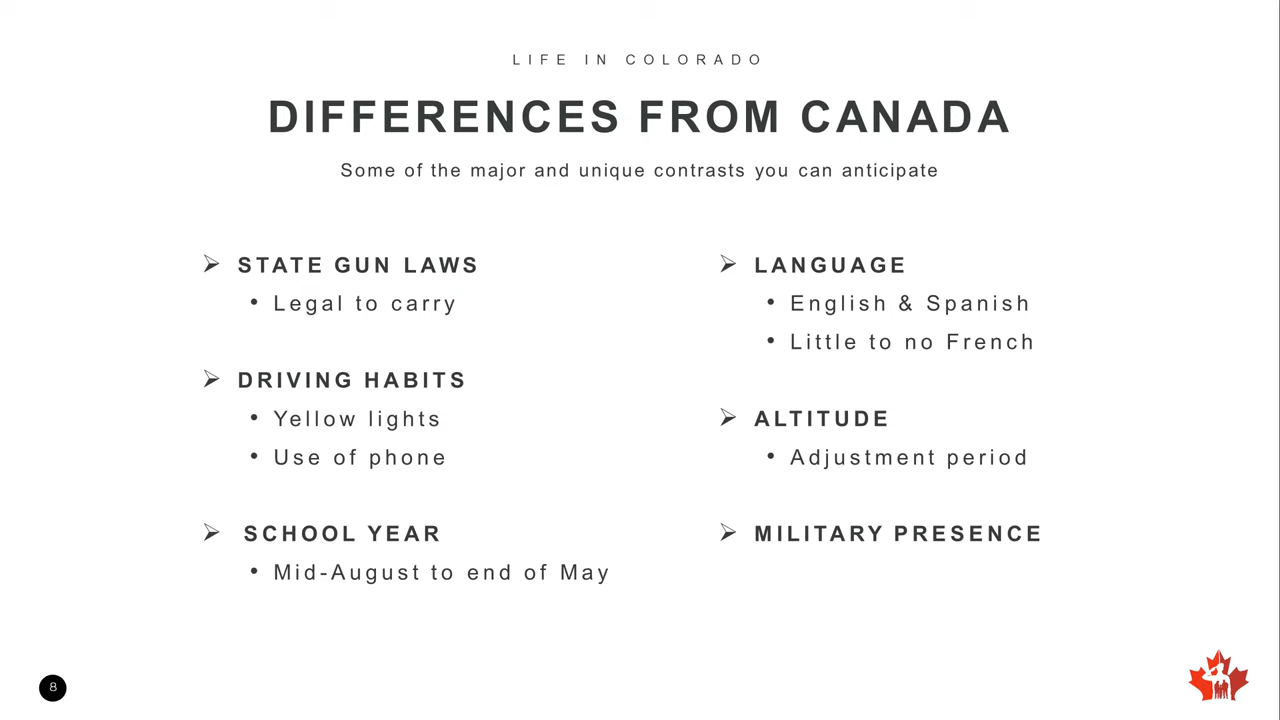 LIFE IN COLORADO
DIFFERENCES FROM CANADA
Some of the major and unique contrasts you can anticipate
➢ STATE GUN LAWS
• Legal to carry
➢ DRIVING HABITS
• Yellow lights
• Use of phone
➢ SCHOOL YEAR
• Mid-August to end of May
➢ LANGUAGE
• English & Spanish
• Little to no French
➢ ALTITUDE
• Adjustment period
➢ MILITARY PRESENCE
8